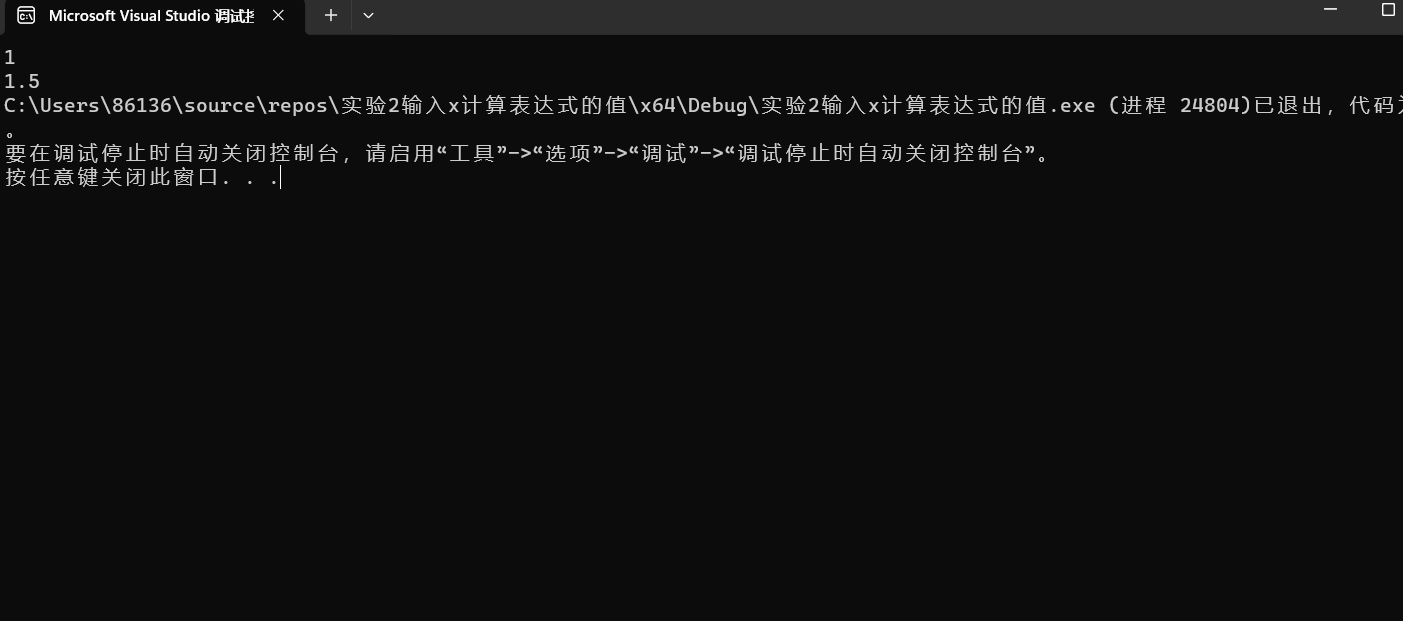 Microsoft Visual Studio 调试
1
1.5
C:\Users\86136\source\repos\实验2输入x计算表达式的值\x64\Debug\实验2输入x计算表达式的值.exe (进程 24804)已退出，代码
。
要在调试停止时自动关闭控制台，请启用“工具”->“选项”->“调试”->“调试停止时自动关闭控制台”。
按任意键关闭此窗口. . .